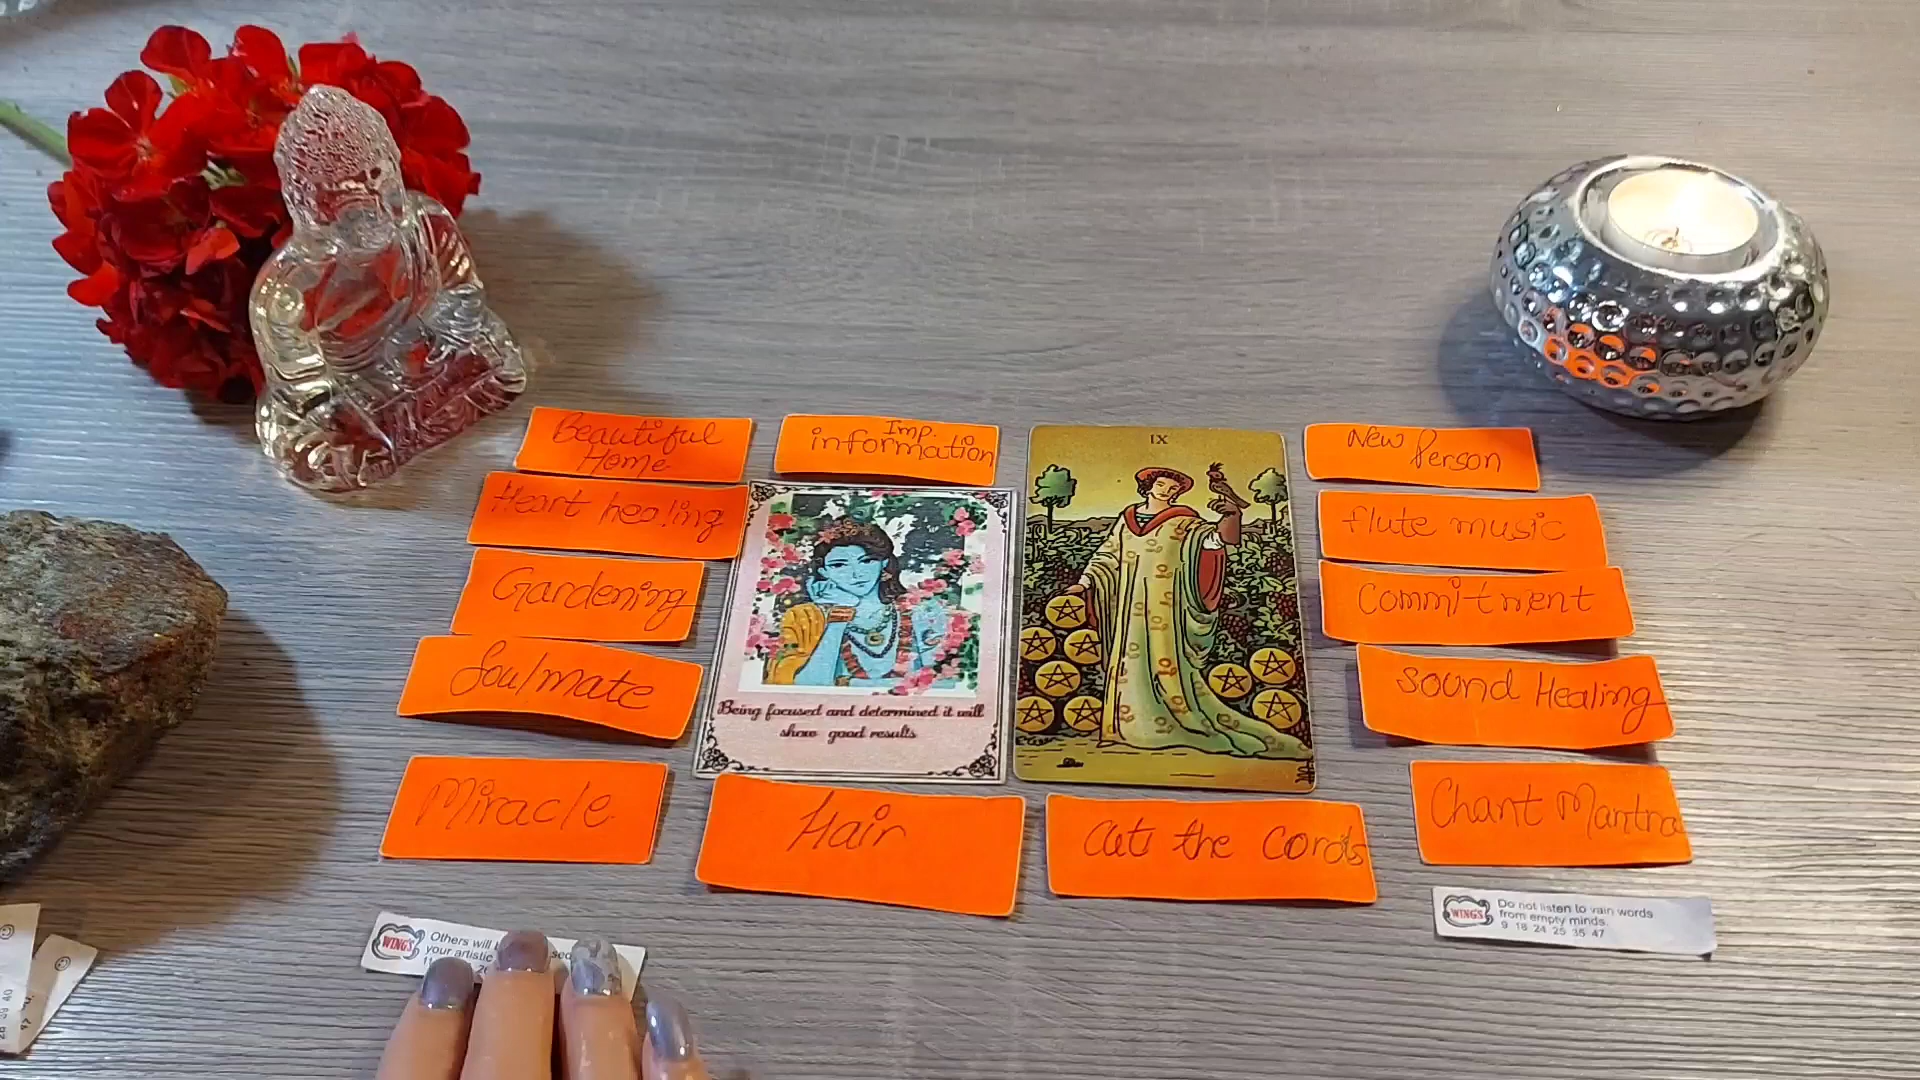 Beautiful
Home
Imp.
information
IX
New Person
Heart healing
flute music
Gardening
Commitment
Soulmate
Sound Healing
Being focused and determined it will
show good results
Miracle
Hair
Cut the Cords
Chant Mantra
WING'S
Others will
your artistic
WING'S
Do not listen to vain words
from empty minds.
9 18 24 25 35 47